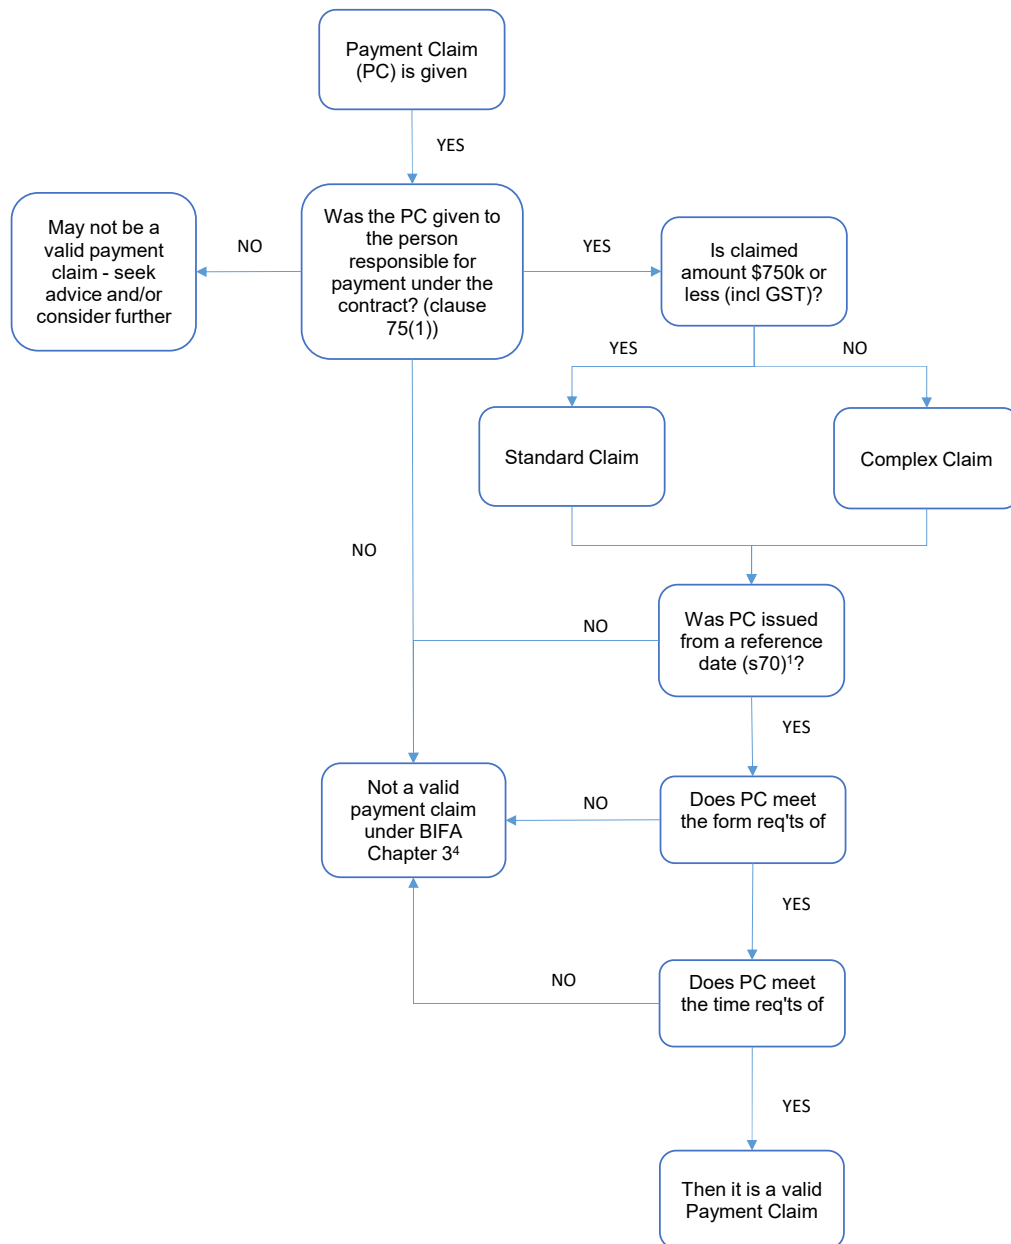 Payment Claim
(PC) is given
YES
May not be a
valid payment
claim - seek
advice and/or
consider further
NO
Was the PC given to
the person
responsible for
payment under the
contract? (clause
75(1))
YES
Is claimed
amount $750k or
less (incl GST)?
YES
NO
Standard Claim
Complex Claim
NO
NO
Was PC issued
from a reference
date (s70)¹?
YES
Not a valid
payment claim
under BIFA
Chapter 3⁴
NO
Does PC meet
the form req'ts of
YES
NO
Does PC meet
the time req'ts of
YES
Then it is a valid
Payment Claim